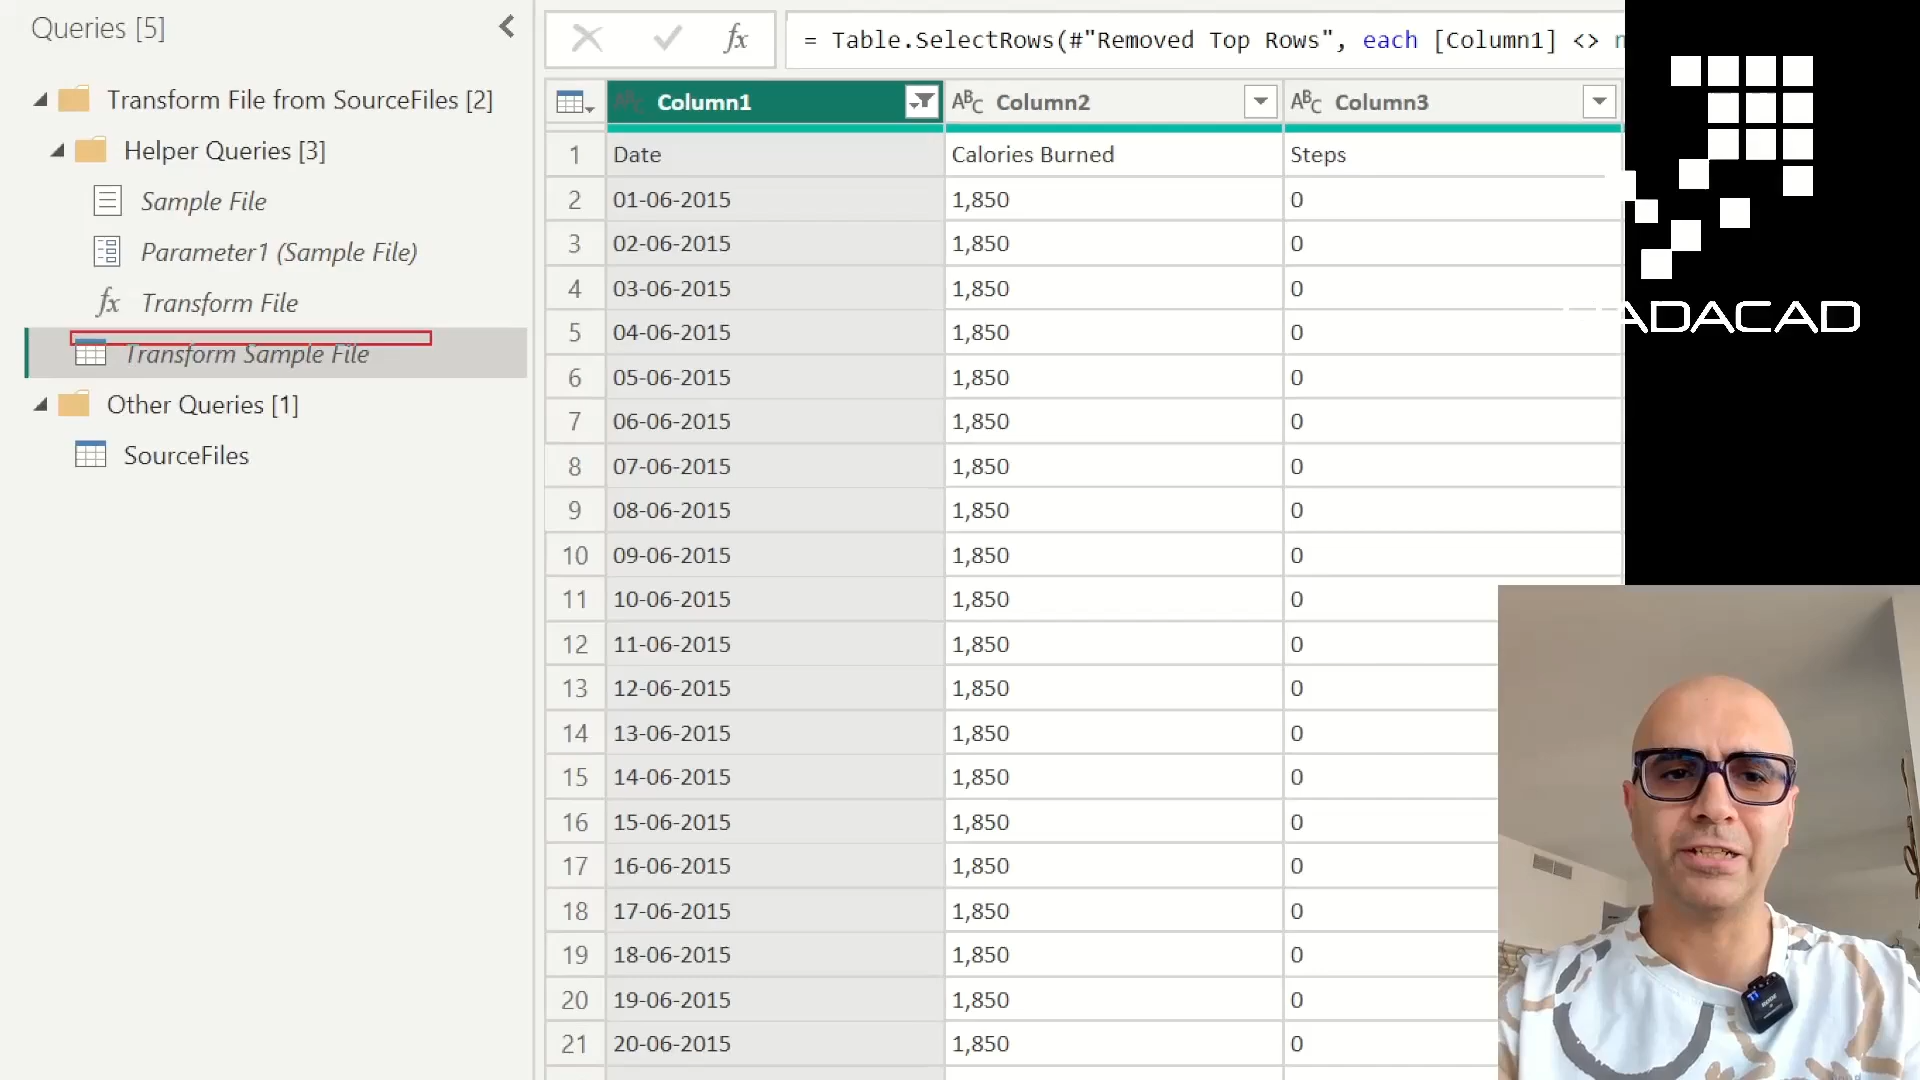 Queries [5]
Transform File from SourceFiles [2]
Helper Queries [3]
Sample File
Parameter1 (Sample File)
fx Transform File
Transform Sample File
Other Queries [1]
SourceFiles
fx = Table.SelectRows(#"Removed Top Rows", each [Column1] <>
Column1 ABC Column2 ABC Column3
1 Date Calories Burned Steps
2 01-06-2015 1,850 0
3 02-06-2015 1,850 0
4 03-06-2015 1,850 0
5 04-06-2015 1,850 0
6 05-06-2015 1,850 0
7 06-06-2015 1,850 0
8 07-06-2015 1,850 0
9 08-06-2015 1,850 0
10 09-06-2015 1,850 0
11 10-06-2015 1,850 0
12 11-06-2015 1,850 0
13 12-06-2015 1,850 0
14 13-06-2015 1,850 0
15 14-06-2015 1,850 0
16 15-06-2015 1,850 0
17 16-06-2015 1,850 0
18 17-06-2015 1,850 0
19 18-06-2015 1,850 0
20 19-06-2015 1,850 0
21 20-06-2015 1,850 0
ADACAD